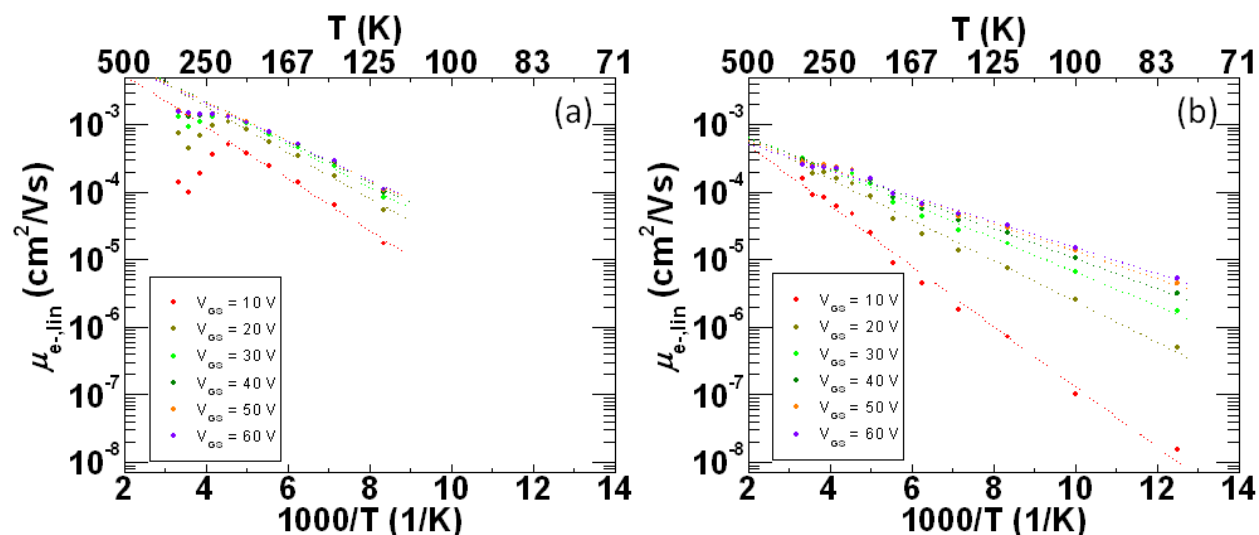 T (K)
500 250 167 125 100 83 71
(a)
10⁻³
10⁻⁴
10⁻⁵
10⁻⁶
10⁻⁷
10⁻⁸
μe-,lin (cm²/Vs)
VGS = 10 V
VGS = 20 V
VGS = 30 V
VGS = 40 V
VGS = 50 V
VGS = 60 V
2 4 6 8 10 12 14
1000/T (1/K)
T (K)
500 250 167 125 100 83 71
(b)
10⁻³
10⁻⁴
10⁻⁵
10⁻⁶
10⁻⁷
10⁻⁸
μe-,lin (cm²/Vs)
VGS = 10 V
VGS = 20 V
VGS = 30 V
VGS = 40 V
VGS = 50 V
VGS = 60 V
2 4 6 8 10 12 14
1000/T (1/K)